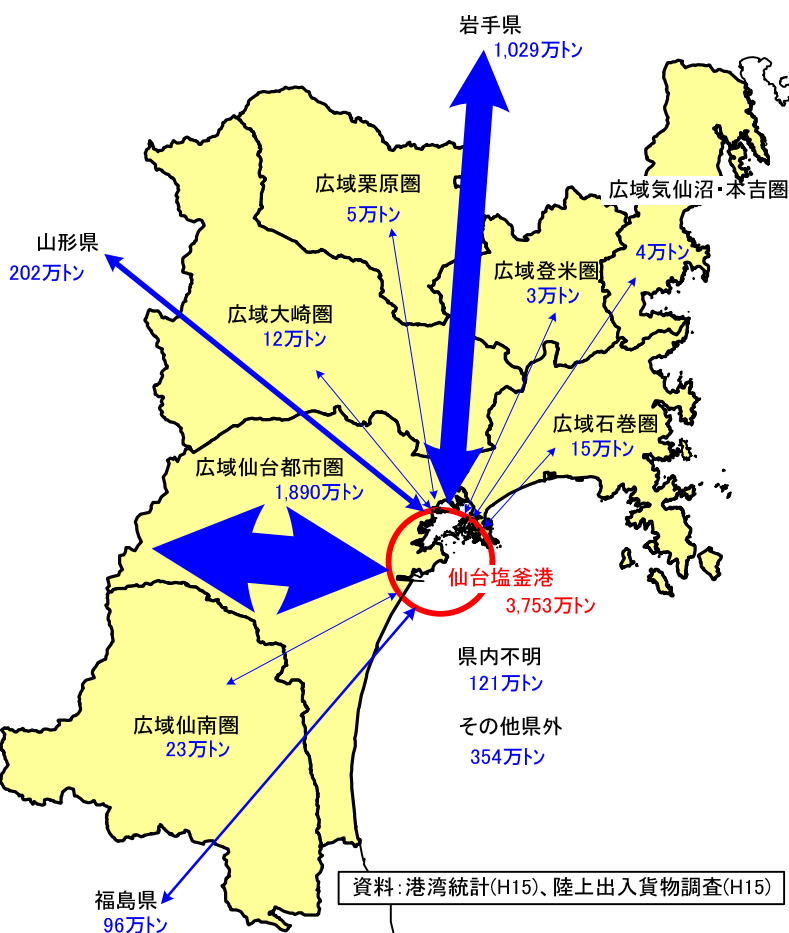 岩手県
1,029万トン
広域栗原圏
5万トン
広域気仙沼・本吉圏
4万トン
山形県
202万トン
広域登米圏
3万トン
広域大崎圏
12万トン
広域石巻圏
15万トン
広域仙台都市圏
1,890万トン
仙台塩釜港
3,753万トン
県内不明
121万トン
広域仙南圏
23万トン
その他県外
354万トン
福島県
96万トン
資料：港湾統計(H15)、陸上出入貨物調査(H15)